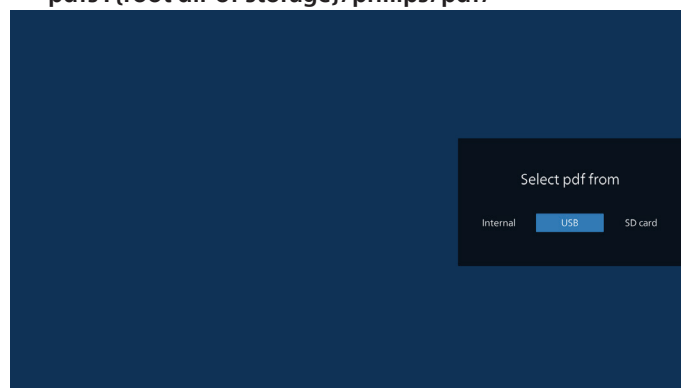 pdfs : {root dir of storage}/philips/pdf/
Select pdf from
Internal USB SD card